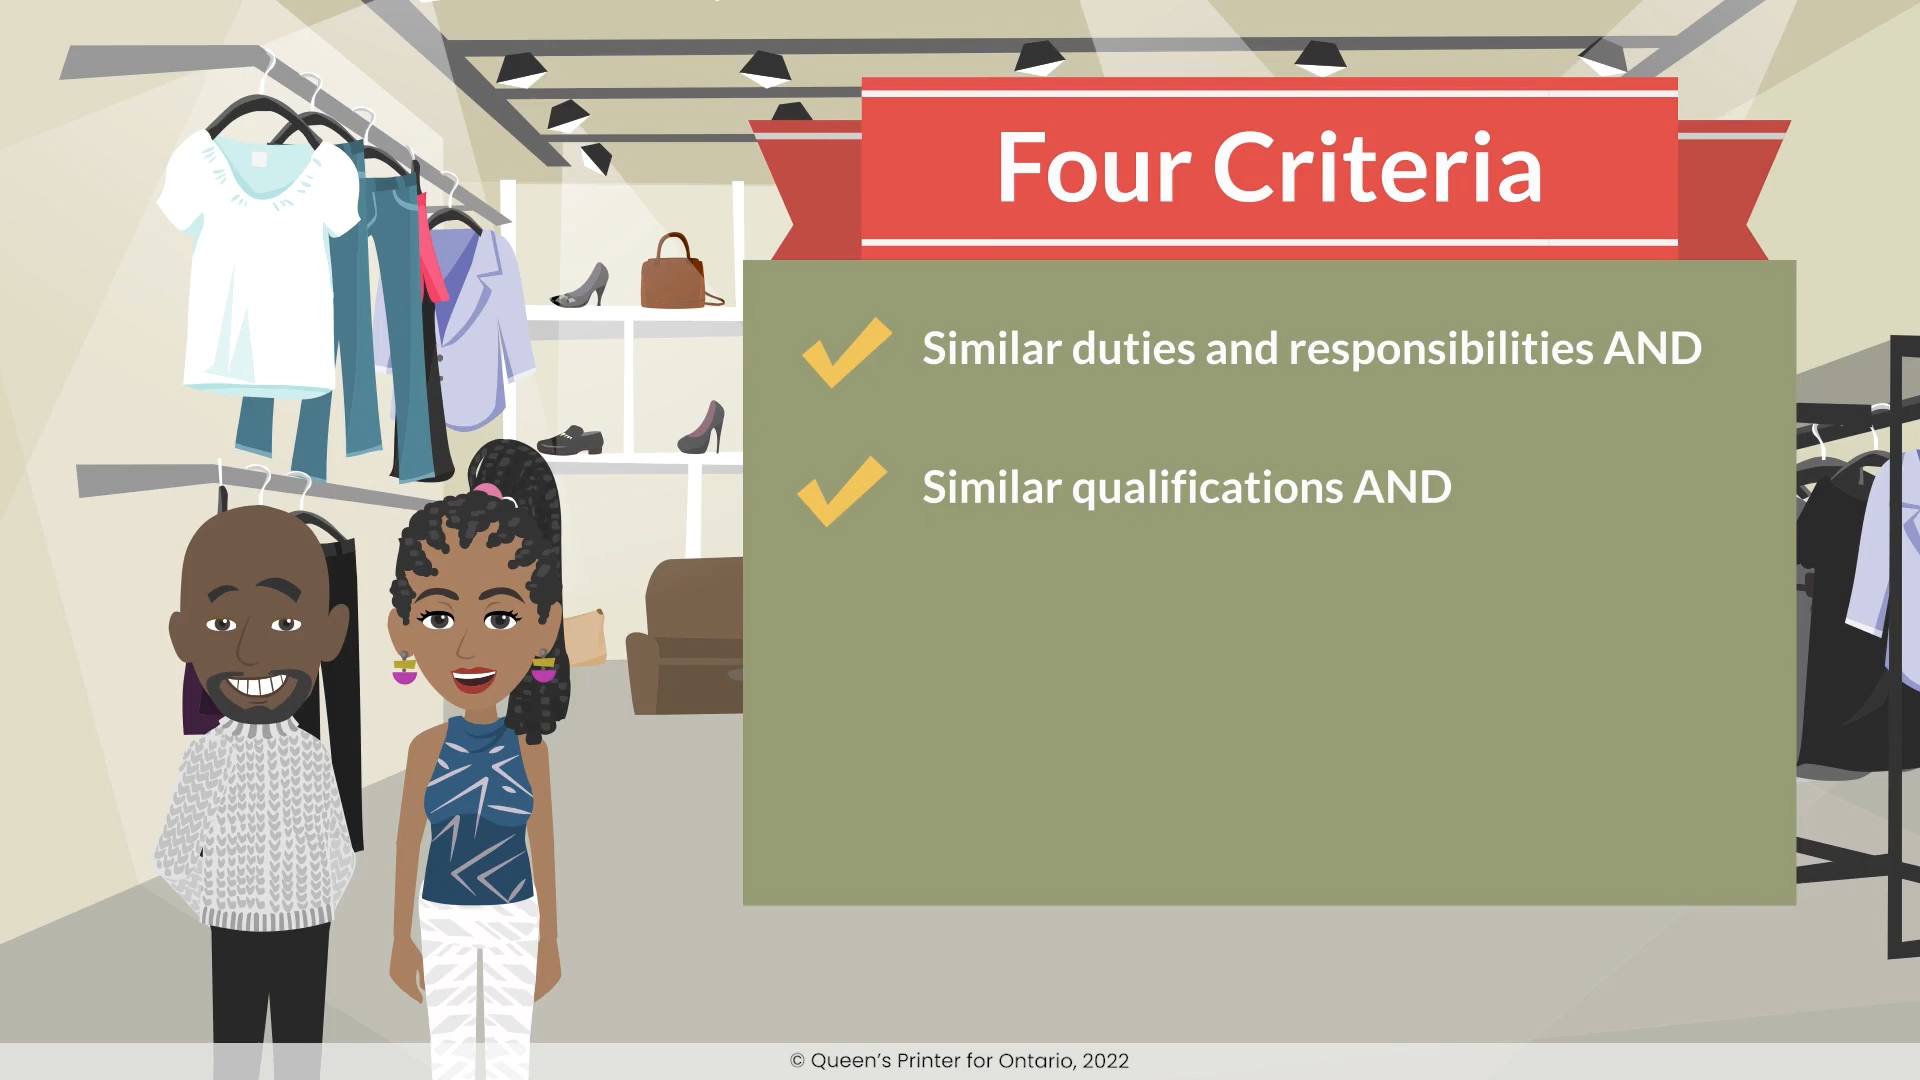 Four Criteria
Similar duties and responsibilities AND
Similar qualifications AND
© Queen's Printer for Ontario, 2022